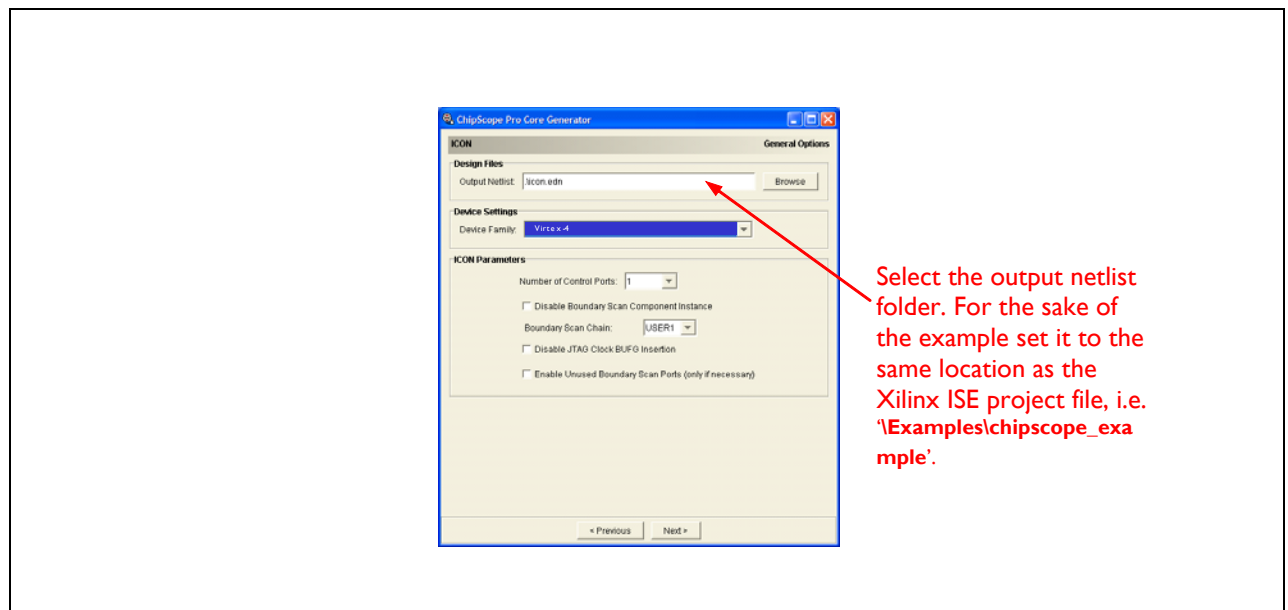 ChipScope Pro Core Generator
ICON General Options
Design Files
Output Netlist: .\icon.edn Browse
Device Settings
Device Family: Virtex-4
ICON Parameters
Number of Control Ports: 1
Disable Boundary Scan Component Instance
Boundary Scan Chain: USER1
Disable JTAG Clock BUFG Insertion
Enable Unused Boundary Scan Ports (only if necessary)
< Previous Next >
Select the output netlist
folder. For the sake of
the example set it to the
same location as the
Xilinx ISE project file, i.e.
‘\Examples\chipscope_exa
mple’.